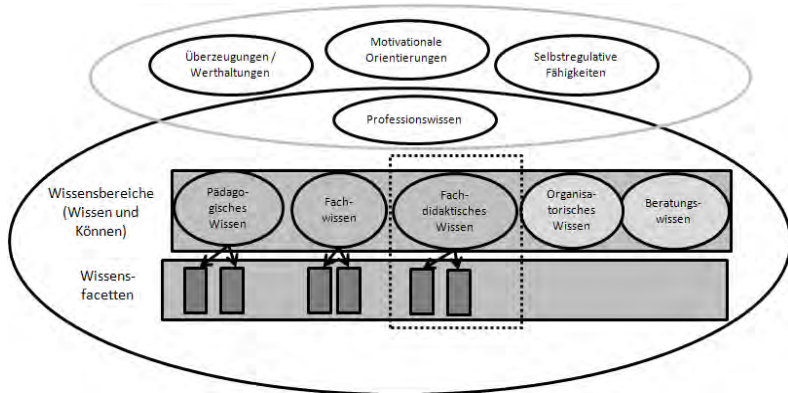 Motivationale
Orientierungen
Überzeugungen /
Werthaltungen
Selbstregulative
Fähigkeiten
Professionswissen
Wissensbereiche
(Wissen und
Können)
Pädago-
gisches
Wissen
Fach-
wissen
Fach-
didaktisches
Wissen
Organisa-
torisches
Wissen
Beratungs-
wissen
Wissens-
facetten